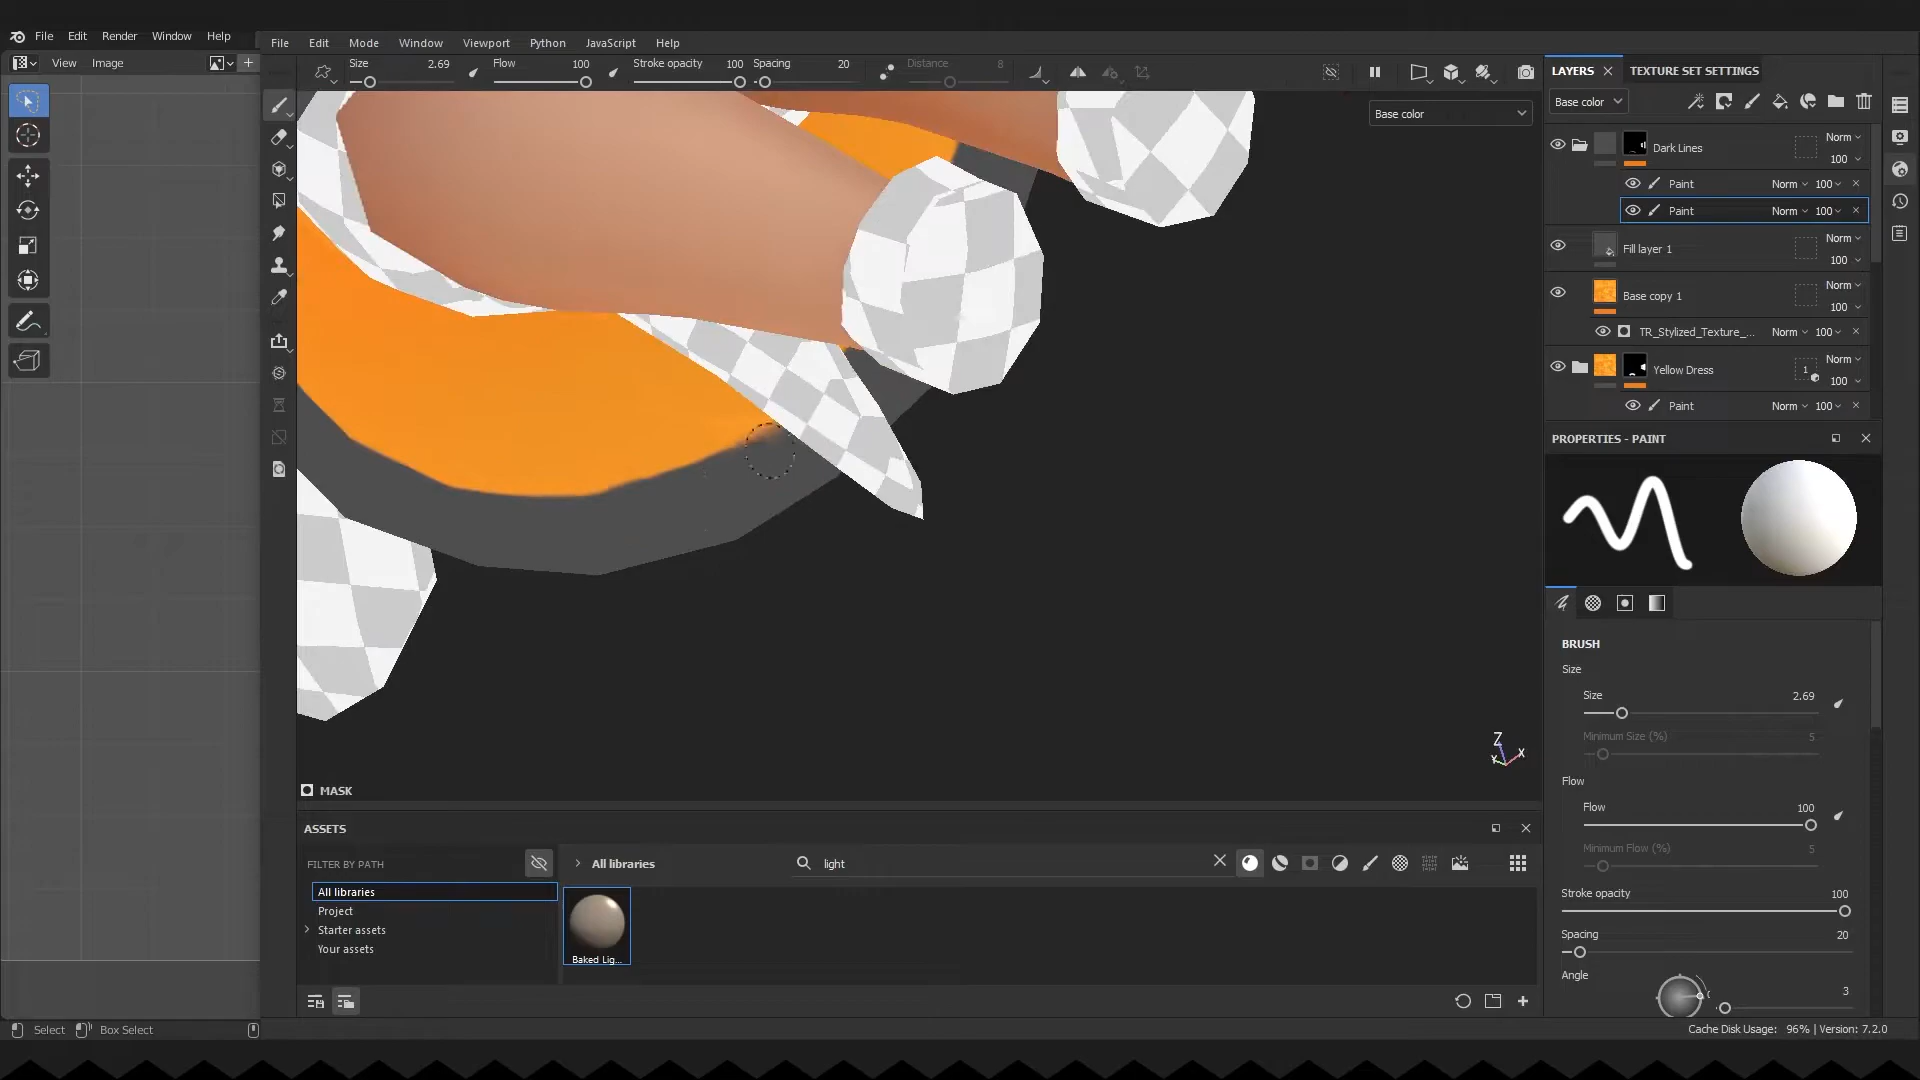 File Edit Render Window Help
View Image
File Edit Mode Window Viewport Python JavaScript Help
Size 2.69 Flow 100 Stroke opacity 100 Spacing 20 Distance 8
Base color
LAYERS TEXTURE SET SETTINGS
Base color
Dark Lines Norm 100
Paint Norm 100
Paint Norm 100
Fill layer 1 Norm 100
Base copy 1 Norm 100
TR_Stylized_Texture_... Norm 100
Yellow Dress 1 Norm 100
Paint Norm 100
PROPERTIES - PAINT
BRUSH
Size
Size 2.69
Minimum Size (%) 5
Flow
Flow 100
Minimum Flow (%) 5
Stroke opacity 100
Spacing 20
Angle
3
Z
Y X
MASK
ASSETS
FILTER BY PATH
All libraries
Project
Starter assets
Your assets
All libraries
light
Baked Lig...
Select Box Select
Cache Disk Usage: 96% | Version: 7.2.0